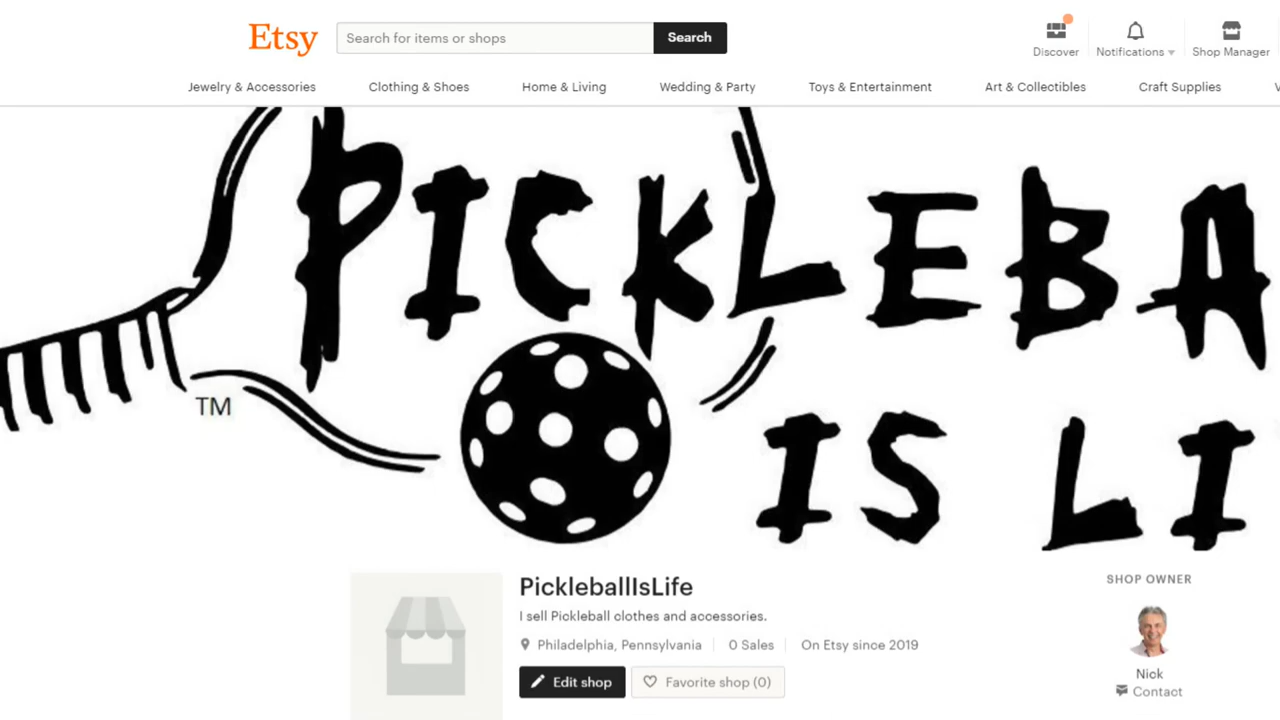 Etsy
Search for items or shops
Search
Discover
Notifications
Shop Manager
Jewelry & Accessories
Clothing & Shoes
Home & Living
Wedding & Party
Toys & Entertainment
Art & Collectibles
Craft Supplies
V
PICKLEBA
TM
IS LI
PickleballIsLife
I sell Pickleball clothes and accessories.
Philadelphia, Pennsylvania
0 Sales
On Etsy since 2019
Edit shop
Favorite shop (0)
SHOP OWNER
Nick
Contact